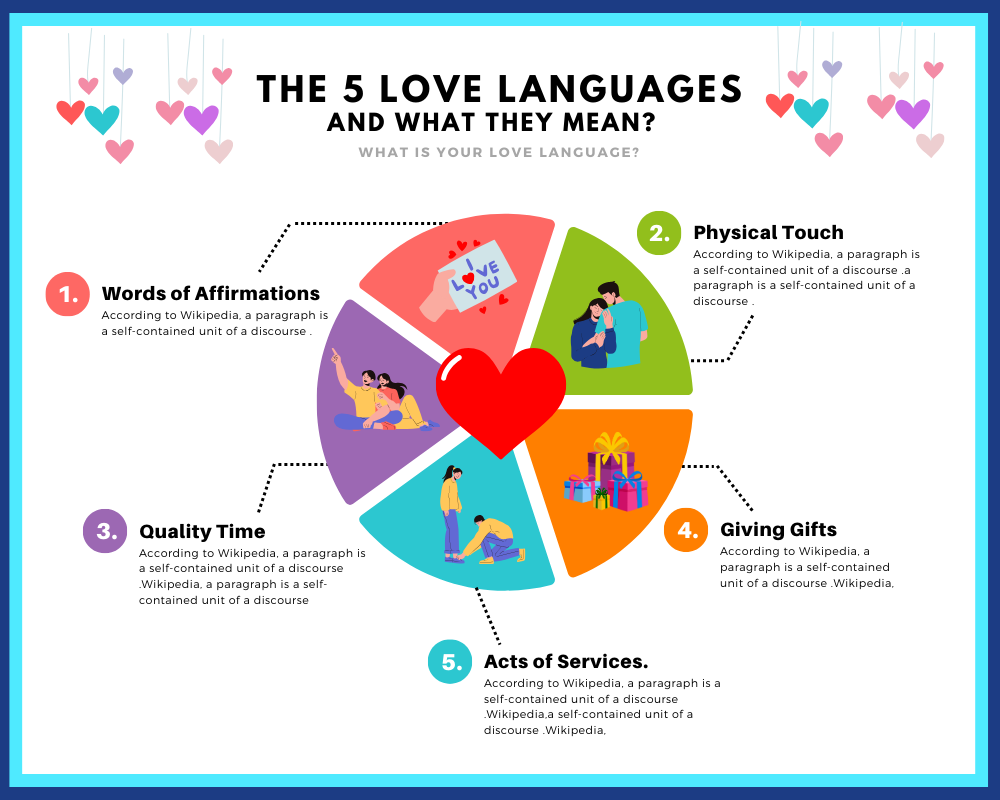 THE 5 LOVE LANGUAGES
AND WHAT THEY MEAN?
WHAT IS YOUR LOVE LANGUAGE?
I
L VE
YOU
1.
Words of Affirmations
According to Wikipedia, a paragraph is
a self-contained unit of a discourse .
2.
Physical Touch
According to Wikipedia, a paragraph is
a self-contained unit of a discourse .a
paragraph is a self-contained unit of a
discourse .
3.
Quality Time
According to Wikipedia, a paragraph is
a self-contained unit of a discourse
.Wikipedia, a paragraph is a self-
contained unit of a discourse
4.
Giving Gifts
According to Wikipedia, a
paragraph is a self-contained
unit of a discourse .Wikipedia,
5.
Acts of Services.
According to Wikipedia, a paragraph is a
self-contained unit of a discourse
.Wikipedia,a self-contained unit of a
discourse .Wikipedia,